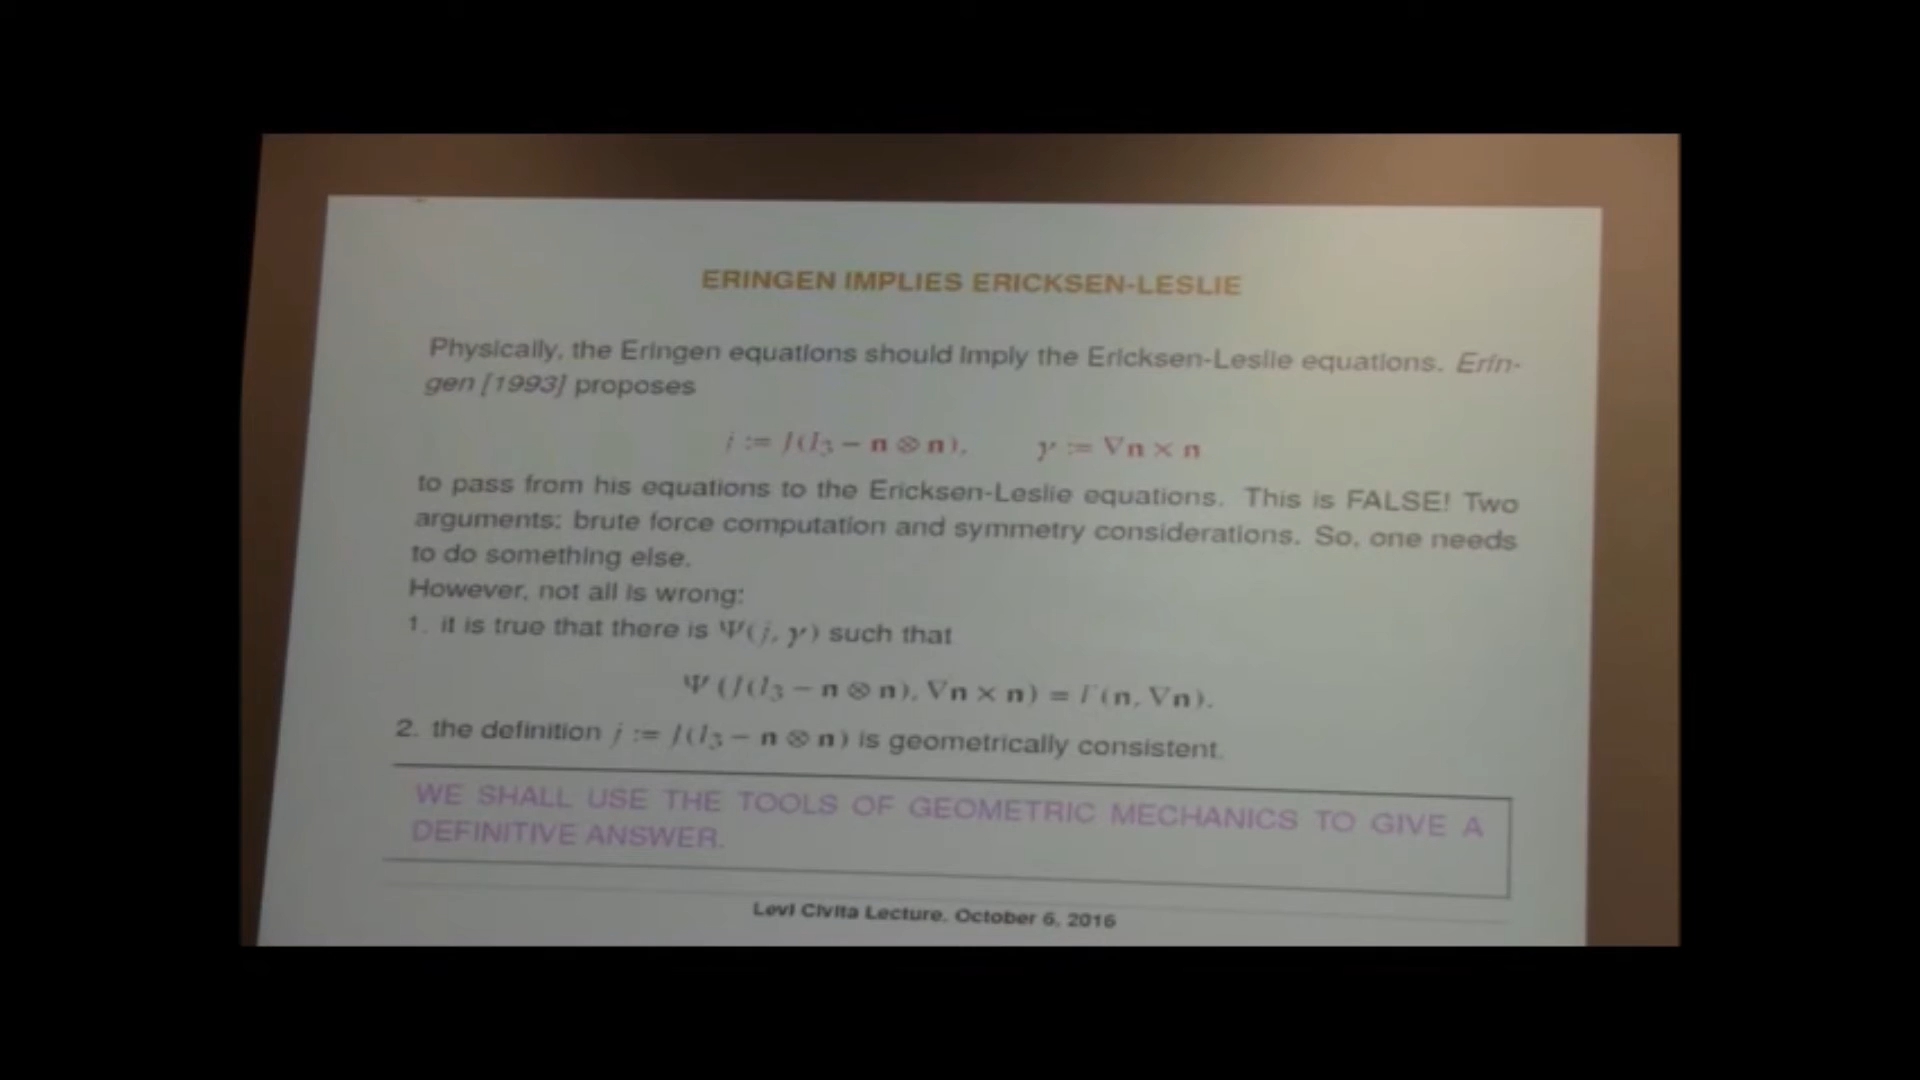 ERINGEN IMPLIES ERICKSEN-LESLIE
Physically, the Eringen equations should imply the Ericksen-Leslie equations. Erin-
gen [1993] proposes
j := J(I₃ − n ⊗ n), γ := ∇n × n
to pass from his equations to the Ericksen-Leslie equations. This is FALSE! Two
arguments: brute force computation and symmetry considerations. So, one needs
to do something else.
However, not all is wrong:
1. it is true that there is Ψ(j, γ) such that
Ψ (J(I₃ − n ⊗ n), ∇n × n) = F(n, ∇n).
2. the definition j := J(I₃ − n ⊗ n) is geometrically consistent.
WE SHALL USE THE TOOLS OF GEOMETRIC MECHANICS TO GIVE A
DEFINITIVE ANSWER.
Levi Civita Lecture, October 6, 2016